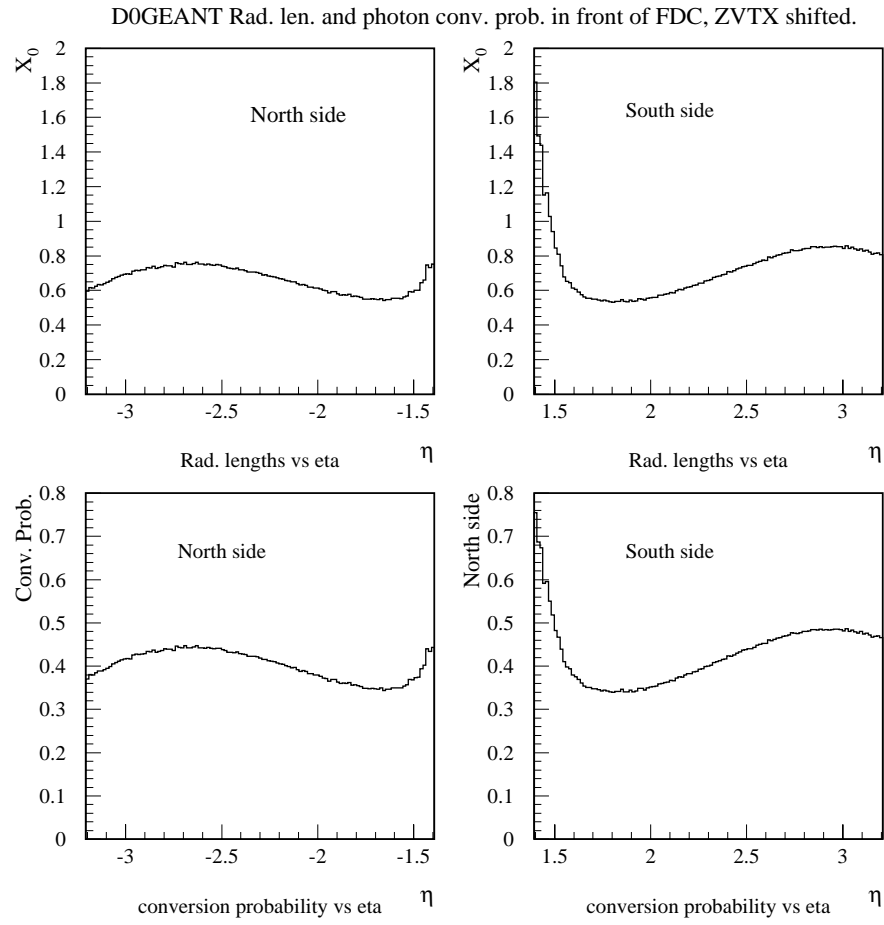 D0GEANT Rad. len. and photon conv. prob. in front of FDC, ZVTX shifted.
X0
2
1.8
1.6
1.4
1.2
1
0.8
0.6
0.4
0.2
0
North side
-3 -2.5 -2 -1.5
Rad. lengths vs eta η
X0
2
1.8
1.6
1.4
1.2
1
0.8
0.6
0.4
0.2
0
South side
1.5 2 2.5 3
Rad. lengths vs eta η
Conv. Prob.
0.8
0.7
0.6
0.5
0.4
0.3
0.2
0.1
0
North side
-3 -2.5 -2 -1.5
conversion probability vs eta η
North side
0.8
0.7
0.6
0.5
0.4
0.3
0.2
0.1
0
South side
1.5 2 2.5 3
conversion probability vs eta η